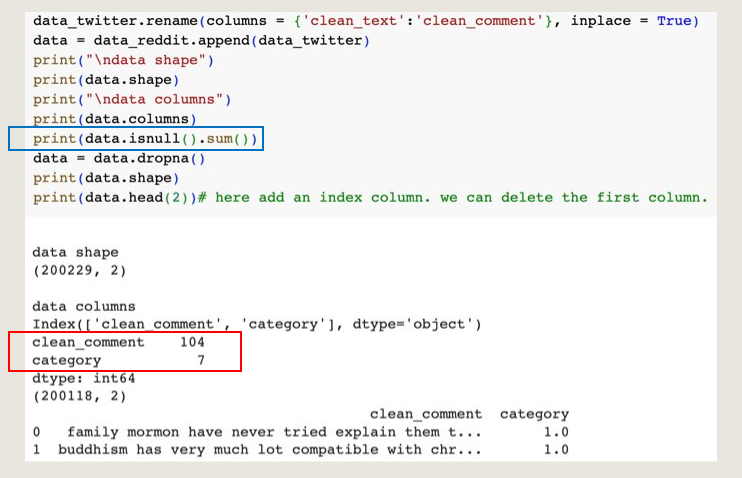 data_twitter.rename(columns = {'clean_text':'clean_comment'}, inplace = True)
data = data_reddit.append(data_twitter)
print("\ndata shape")
print(data.shape)
print("\ndata columns")
print(data.columns)
print(data.isnull().sum())
data = data.dropna()
print(data.shape)
print(data.head(2))# here add an index column. we can delete the first column.
data shape
(200229, 2)
data columns
Index(['clean_comment', 'category'], dtype='object')
clean_comment    104
category           7
dtype: int64
(200118, 2)
clean_comment  category
0   family mormon have never tried explain them t...       1.0
1  buddhism has very much lot compatible with chr...       1.0